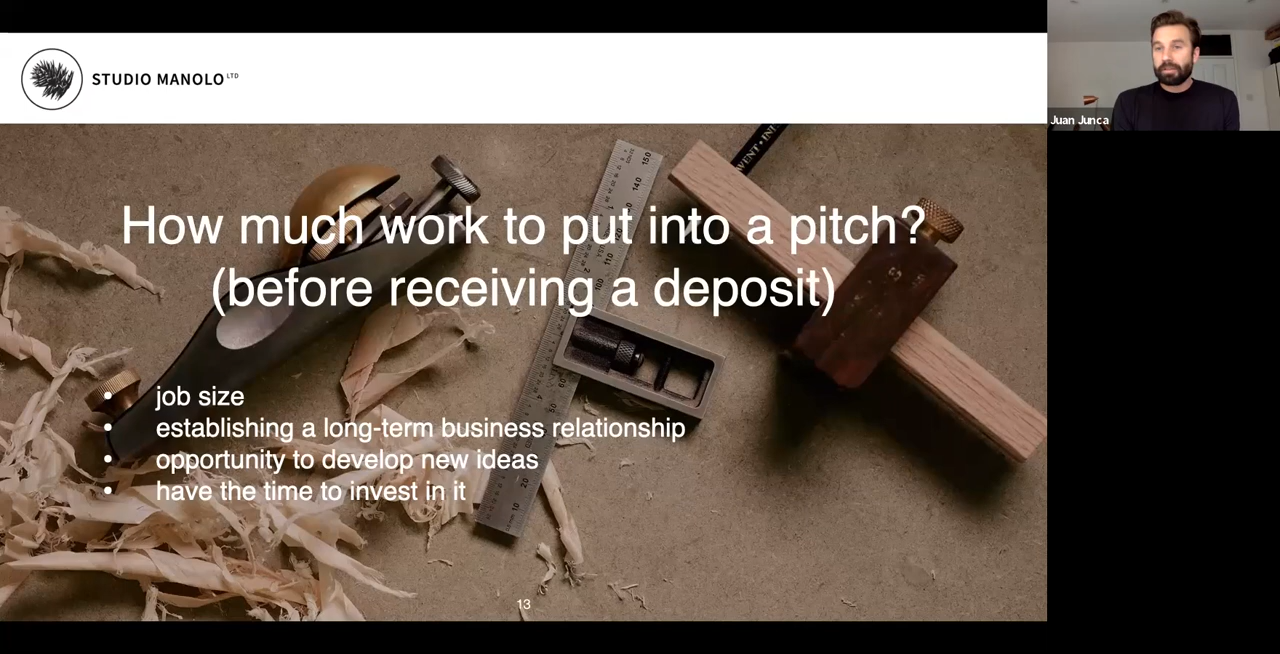 STUDIO MANOLO LTD
Juan Junca
How much work to put into a pitch?
(before receiving a deposit)
• job size
• establishing a long-term business relationship
• opportunity to develop new ideas
• have the time to invest in it
13